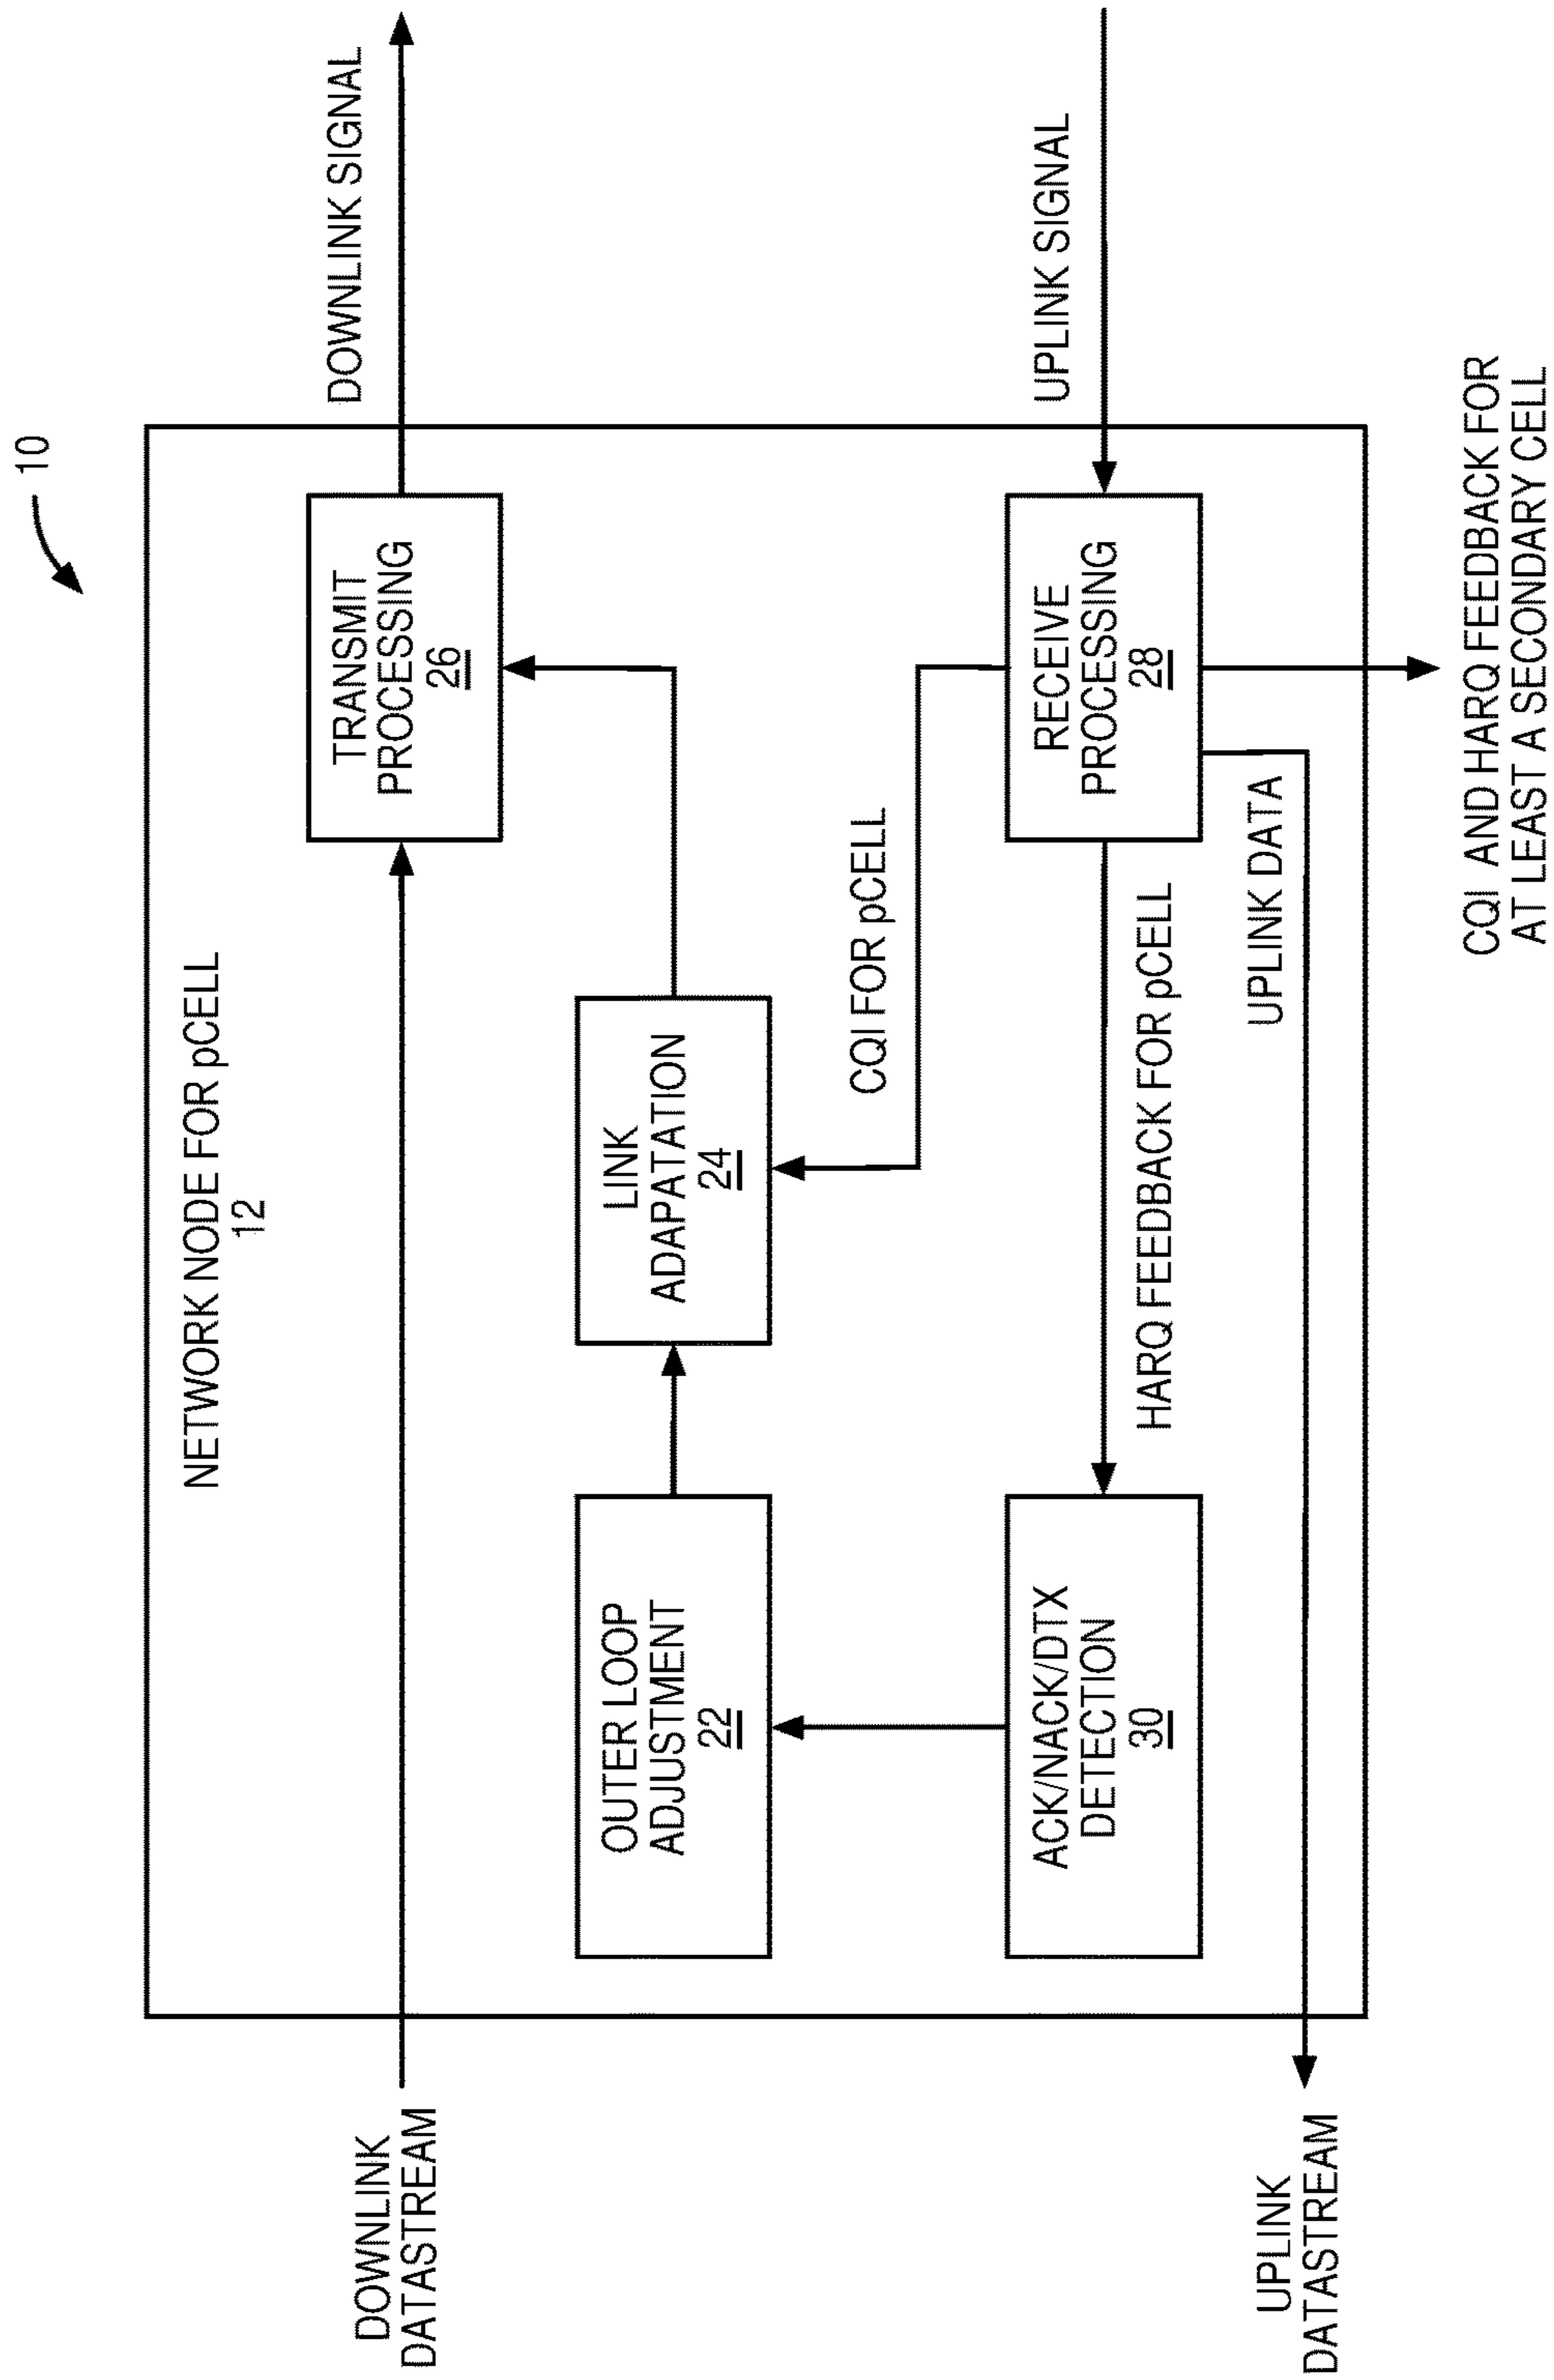 10
NETWORK NODE FOR pCELL
12
DOWNLINK
DATASTREAM
TRANSMIT
PROCESSING
26
DOWNLINK SIGNAL
OUTER LOOP
ADJUSTMENT
22
LINK
ADAPATATION
24
CQI FOR pCELL
ACK/NACK/DTX
DETECTION
30
HARQ FEEDBACK FOR pCELL
RECEIVE
PROCESSING
28
UPLINK SIGNAL
UPLINK DATA
UPLINK
DATASTREAM
CQI AND HARQ FEEDBACK FOR
AT LEAST A SECONDARY CELL